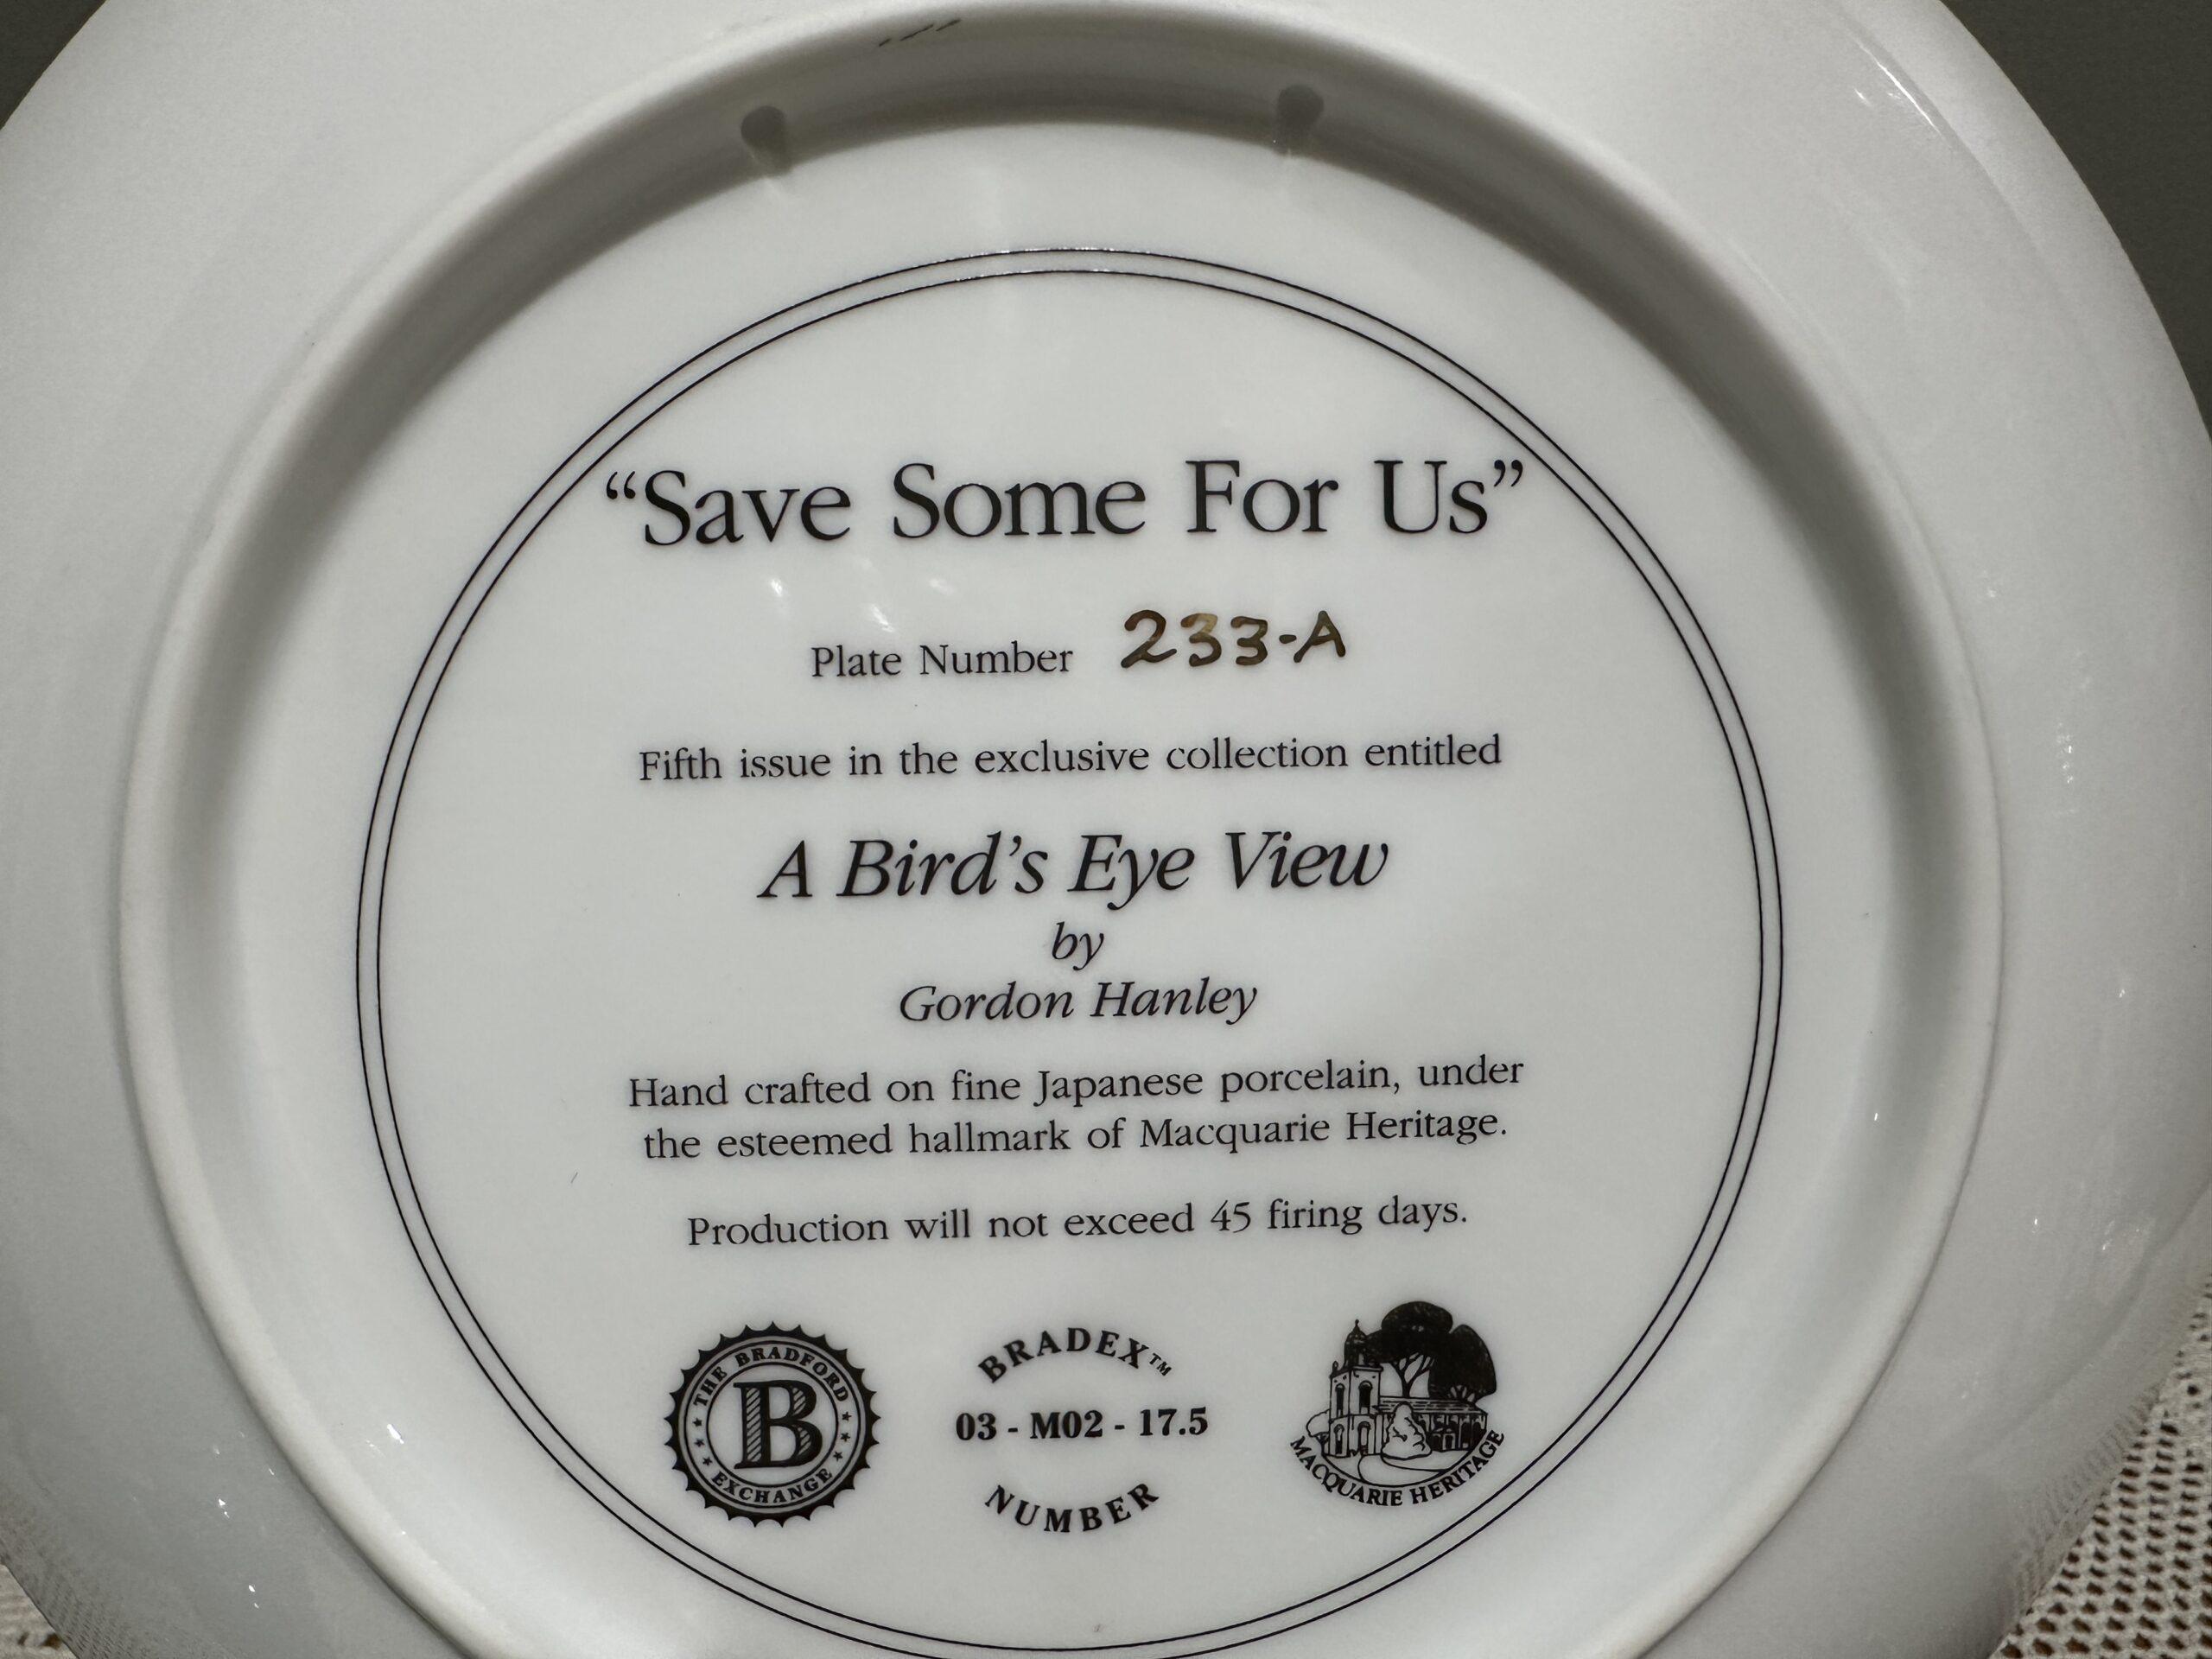 “Save Some For Us”
Plate Number 233-A
Fifth issue in the exclusive collection entitled
A Bird’s Eye View
by
Gordon Hanley
Hand crafted on fine Japanese porcelain, under
the esteemed hallmark of Macquarie Heritage.
Production will not exceed 45 firing days.
THE BRADFORD
B
EXCHANGE
BRADEX™
03 - M02 - 17.5
NUMBER
MACQUARIE HERITAGE